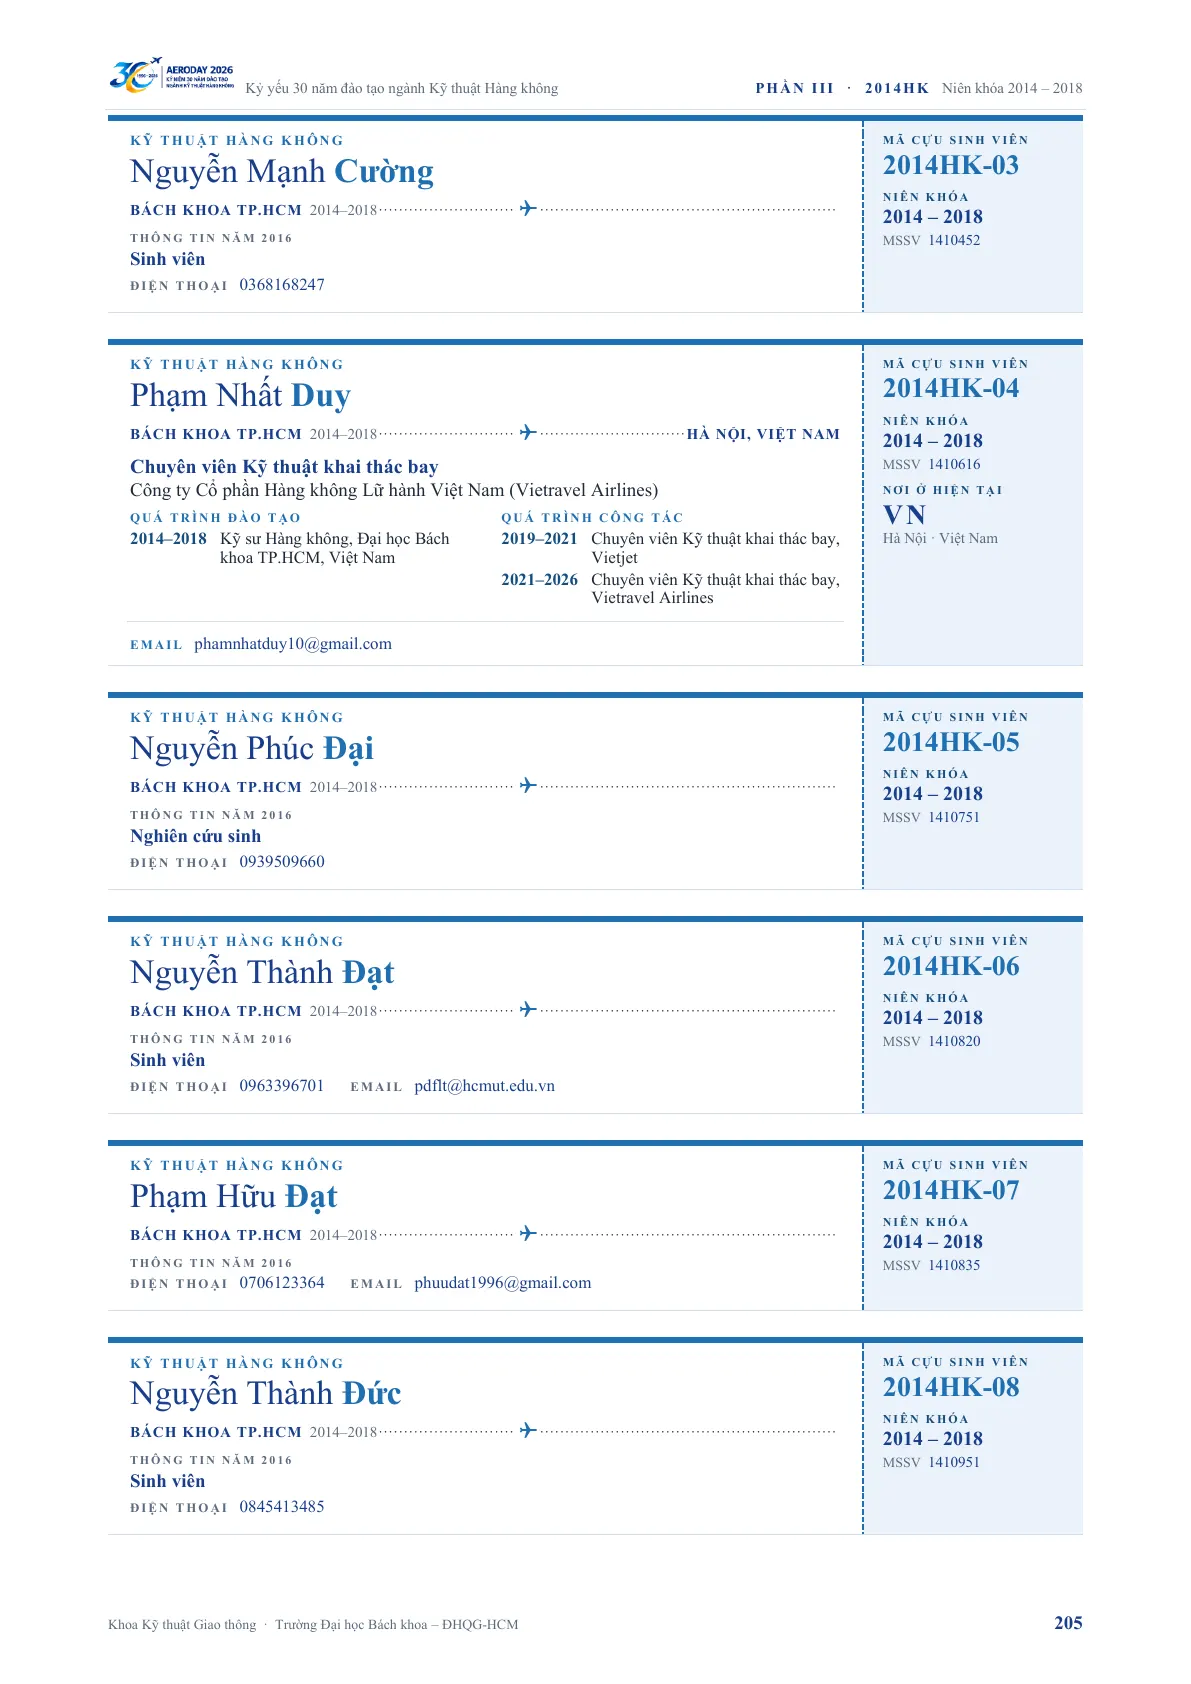 AERODAY 2026
1996 - 2026
KỶ NIỆM 30 NĂM ĐÀO TẠO
NGÀNH KỸ THUẬT HÀNG KHÔNG
Kỷ yếu 30 năm đào tạo ngành Kỹ thuật Hàng không
PHẦN III · 2014HK Niên khóa 2014 – 2018
KỸ THUẬT HÀNG KHÔNG
Nguyễn Mạnh Cường
BÁCH KHOA TP.HCM 2014–2018
THÔNG TIN NĂM 2016
Sinh viên
ĐIỆN THOẠI 0368168247
MÃ CỰU SINH VIÊN
2014HK-03
NIÊN KHÓA
2014 – 2018
MSSV 1410452
KỸ THUẬT HÀNG KHÔNG
Phạm Nhất Duy
BÁCH KHOA TP.HCM 2014–2018 HÀ NỘI, VIỆT NAM
Chuyên viên Kỹ thuật khai thác bay
Công ty Cổ phần Hàng không Lữ hành Việt Nam (Vietravel Airlines)
QUÁ TRÌNH ĐÀO TẠO
2014–2018 Kỹ sư Hàng không, Đại học Bách
khoa TP.HCM, Việt Nam
QUÁ TRÌNH CÔNG TÁC
2019–2021 Chuyên viên Kỹ thuật khai thác bay,
Vietjet
2021–2026 Chuyên viên Kỹ thuật khai thác bay,
Vietravel Airlines
EMAIL phamnhatduy10@gmail.com
MÃ CỰU SINH VIÊN
2014HK-04
NIÊN KHÓA
2014 – 2018
MSSV 1410616
NƠI Ở HIỆN TẠI
VN
Hà Nội · Việt Nam
KỸ THUẬT HÀNG KHÔNG
Nguyễn Phúc Đại
BÁCH KHOA TP.HCM 2014–2018
THÔNG TIN NĂM 2016
Nghiên cứu sinh
ĐIỆN THOẠI 0939509660
MÃ CỰU SINH VIÊN
2014HK-05
NIÊN KHÓA
2014 – 2018
MSSV 1410751
KỸ THUẬT HÀNG KHÔNG
Nguyễn Thành Đạt
BÁCH KHOA TP.HCM 2014–2018
THÔNG TIN NĂM 2016
Sinh viên
ĐIỆN THOẠI 0963396701 EMAIL pdflt@hcmut.edu.vn
MÃ CỰU SINH VIÊN
2014HK-06
NIÊN KHÓA
2014 – 2018
MSSV 1410820
KỸ THUẬT HÀNG KHÔNG
Phạm Hữu Đạt
BÁCH KHOA TP.HCM 2014–2018
THÔNG TIN NĂM 2016
ĐIỆN THOẠI 0706123364 EMAIL phuudat1996@gmail.com
MÃ CỰU SINH VIÊN
2014HK-07
NIÊN KHÓA
2014 – 2018
MSSV 1410835
KỸ THUẬT HÀNG KHÔNG
Nguyễn Thành Đức
BÁCH KHOA TP.HCM 2014–2018
THÔNG TIN NĂM 2016
Sinh viên
ĐIỆN THOẠI 0845413485
MÃ CỰU SINH VIÊN
2014HK-08
NIÊN KHÓA
2014 – 2018
MSSV 1410951
Khoa Kỹ thuật Giao thông · Trường Đại học Bách khoa – ĐHQG-HCM
205